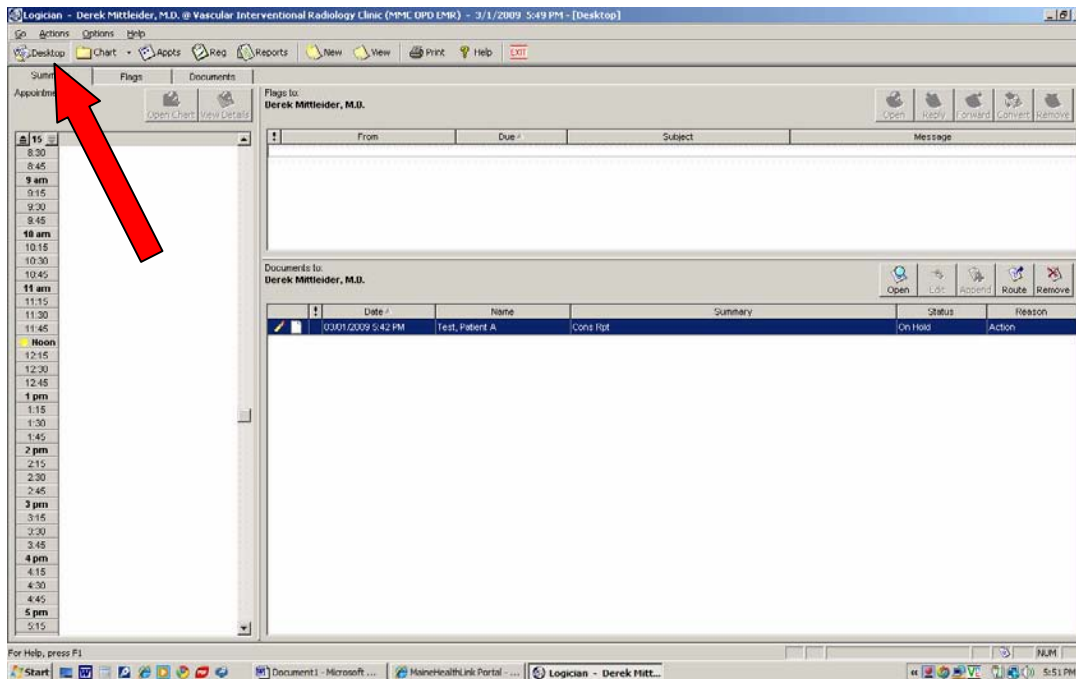 Logician - Derek Mittleider, M.D. @ Vascular Interventional Radiology Clinic (MMC OPD EMR) - 3/1/2009 5:49 PM - [Desktop]
Go Actions Options Help
Desktop Chart Appts Reg Reports New View Print Help EXIT
Summ Flags Documents
Appointme
Open Chart View Details
Flags to:
Derek Mittleider, M.D.
Open Reply Forward Convert Remove
! From Due Subject Message
15
8:30
8:45
9 am
9:15
9:30
9:45
10 am
10:15
10:30
10:45
11 am
11:15
11:30
11:45
Noon
12:15
12:30
12:45
1 pm
1:15
1:30
1:45
2 pm
2:15
2:30
2:45
3 pm
3:15
3:30
3:45
4 pm
4:15
4:30
4:45
5 pm
5:15
Documents to:
Derek Mittleider, M.D.
Open Edit Append Route Remove
! Date Name Summary Status Reason
03/01/2009 5:42 PM Test, Patient A Cons Rpt On Hold Action
For Help, press F1
NUM
Start Document1 - Microsoft ... MaineHealthLink Portal - ... Logician - Derek Mitt... 5:51 PM